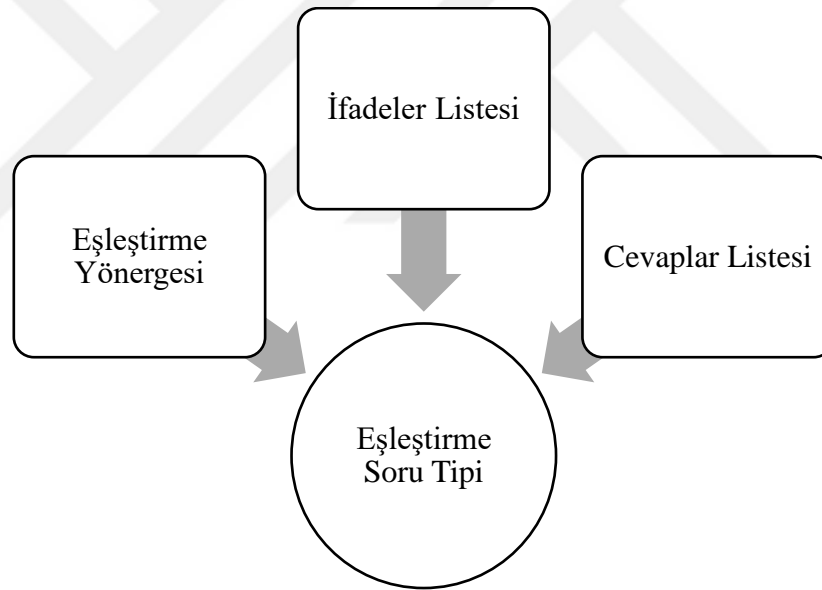 İfadeler Listesi
Eşleştirme
Yönergesi
Cevaplar Listesi
Eşleştirme
Soru Tipi